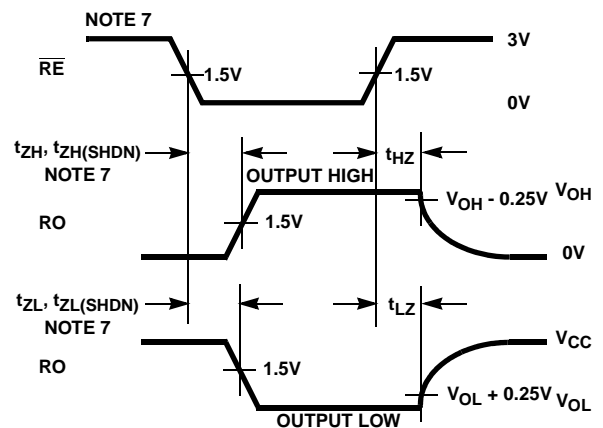 NOTE 7
3V
RE
1.5V
1.5V
0V
tZH, tZH(SHDN)
NOTE 7
OUTPUT HIGH
tHZ
VOH - 0.25V
VOH
RO
1.5V
0V
tZL, tZL(SHDN)
NOTE 7
tLZ
VCC
RO
1.5V
VOL + 0.25V
VOL
OUTPUT LOW